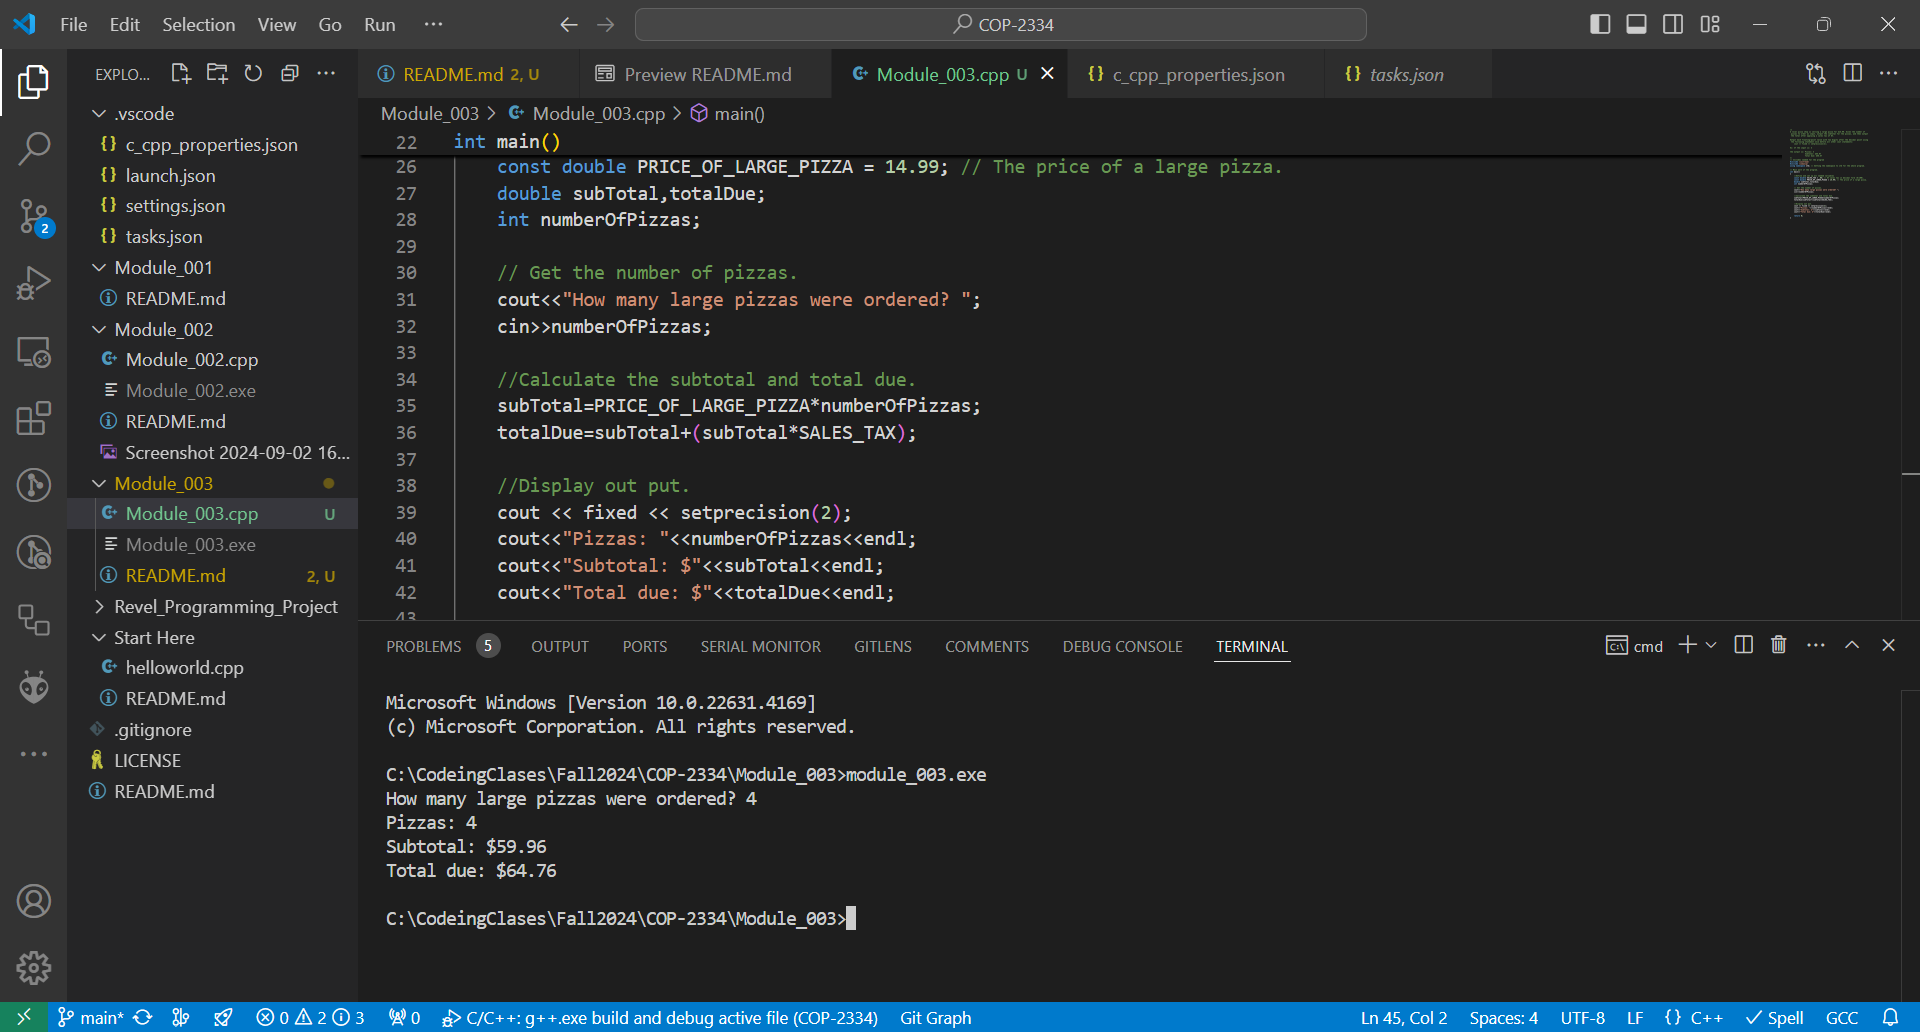 File Edit Selection View Go Run ··· COP-2334
EXPLO... ···
README.md 2, U
Preview README.md
Module_003.cpp U
{} c_cpp_properties.json
{} tasks.json
Module_003 > Module_003.cpp > main()
.vscode
{} c_cpp_properties.json
{} launch.json
{} settings.json
{} tasks.json
Module_001
README.md
Module_002
Module_002.cpp
Module_002.exe
README.md
Screenshot 2024-09-02 16...
Module_003
Module_003.cpp U
Module_003.exe
README.md 2, U
Revel_Programming_Project
Start Here
helloworld.cpp
README.md
.gitignore
LICENSE
README.md
2
22 int main()
26 const double PRICE_OF_LARGE_PIZZA = 14.99; // The price of a large pizza.
27 double subTotal,totalDue;
28 int numberOfPizzas;
29
30 // Get the number of pizzas.
31 cout<<"How many large pizzas were ordered? ";
32 cin>>numberOfPizzas;
33
34 //Calculate the subtotal and total due.
35 subTotal=PRICE_OF_LARGE_PIZZA*numberOfPizzas;
36 totalDue=subTotal+(subTotal*SALES_TAX);
37
38 //Display out put.
39 cout << fixed << setprecision(2);
40 cout<<"Pizzas: "<<numberOfPizzas<<endl;
41 cout<<"Subtotal: $"<<subTotal<<endl;
42 cout<<"Total due: $"<<totalDue<<endl;
43
PROBLEMS 5 OUTPUT PORTS SERIAL MONITOR GITLENS COMMENTS DEBUG CONSOLE TERMINAL cmd
Microsoft Windows [Version 10.0.22631.4169]
(c) Microsoft Corporation. All rights reserved.
C:\CodeingClases\Fall2024\COP-2334\Module_003>module_003.exe
How many large pizzas were ordered? 4
Pizzas: 4
Subtotal: $59.96
Total due: $64.76
C:\CodeingClases\Fall2024\COP-2334\Module_003>
main* 0 2 3 0 C/C++: g++.exe build and debug active file (COP-2334) Git Graph Ln 45, Col 2 Spaces: 4 UTF-8 LF {} C++ Spell GCC